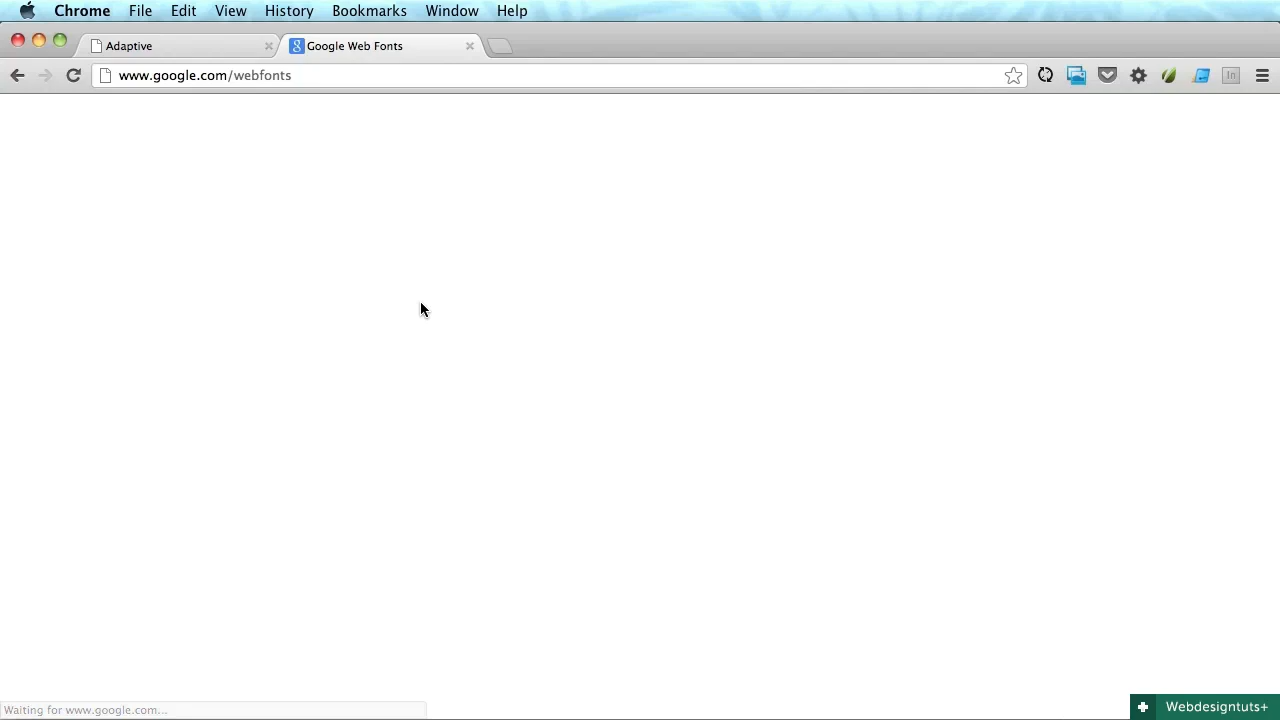 Chrome File Edit View History Bookmarks Window Help
Adaptive Google Web Fonts
www.google.com/webfonts
Waiting for www.google.com...
Webdesigntuts+